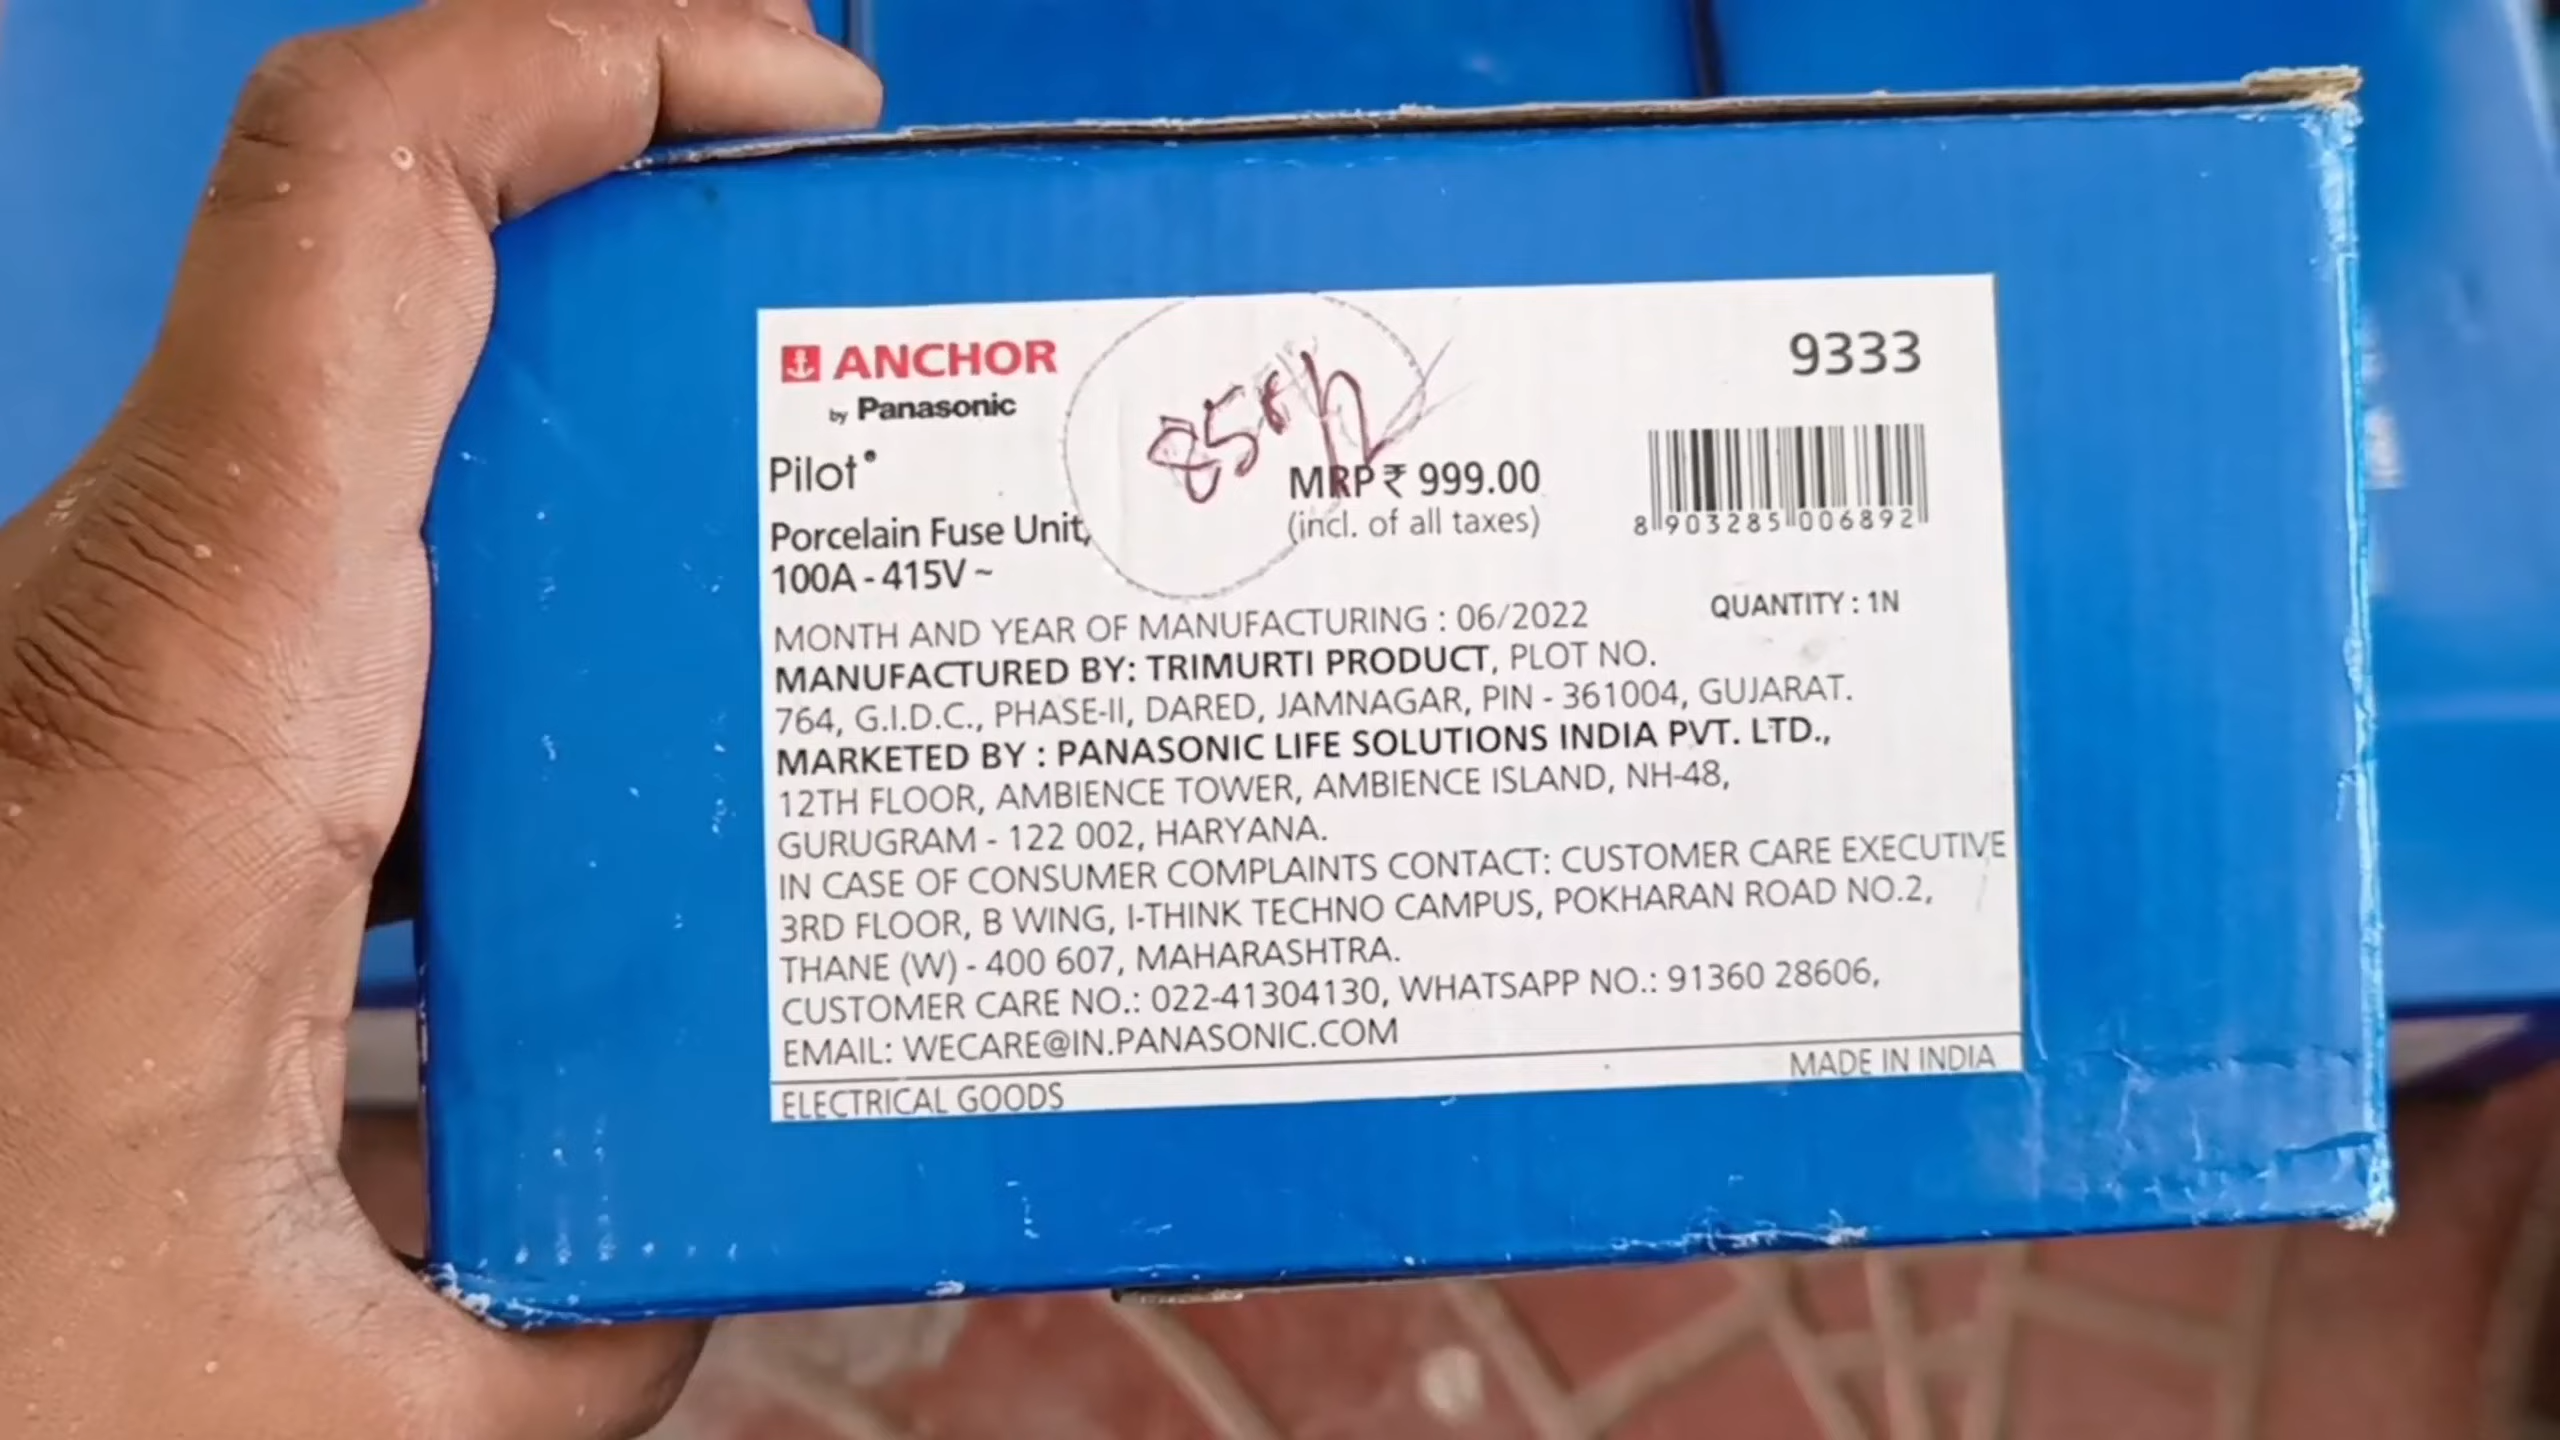 ANCHOR
by Panasonic
9333
Pilot
MRP ₹ 999.00
(incl. of all taxes)
8 903285 006892
Porcelain Fuse Unit,
100A - 415V ~
MONTH AND YEAR OF MANUFACTURING : 06/2022
QUANTITY : 1N
MANUFACTURED BY: TRIMURTI PRODUCT, PLOT NO.
764, G.I.D.C., PHASE-II, DARED, JAMNAGAR, PIN - 361004, GUJARAT.
MARKETED BY : PANASONIC LIFE SOLUTIONS INDIA PVT. LTD.,
12TH FLOOR, AMBIENCE TOWER, AMBIENCE ISLAND, NH-48,
GURUGRAM - 122 002, HARYANA.
IN CASE OF CONSUMER COMPLAINTS CONTACT: CUSTOMER CARE EXECUTIVE
3RD FLOOR, B WING, I-THINK TECHNO CAMPUS, POKHARAN ROAD NO.2,
THANE (W) - 400 607, MAHARASHTRA.
CUSTOMER CARE NO.: 022-41304130, WHATSAPP NO.: 91360 28606,
EMAIL: WECARE@IN.PANASONIC.COM
ELECTRICAL GOODS
MADE IN INDIA